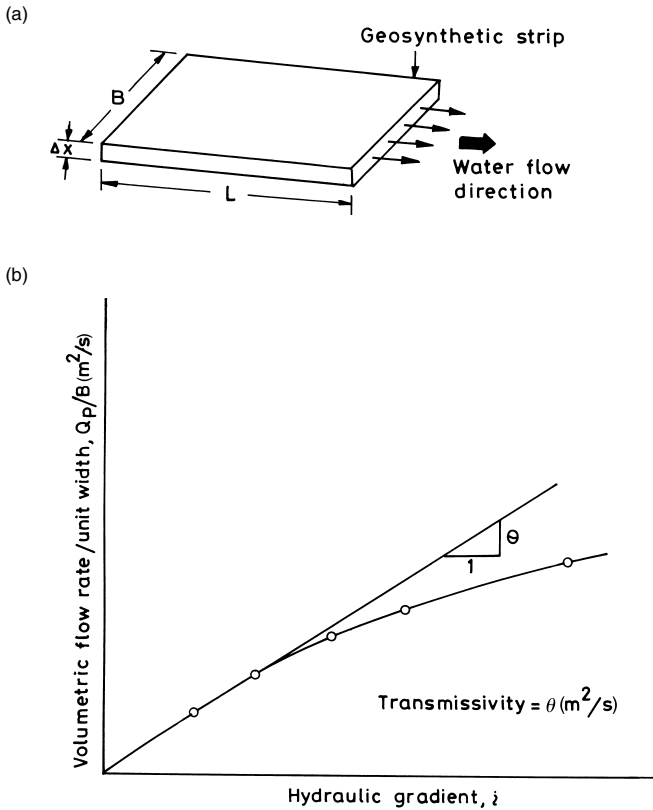 (a)
Geosynthetic strip
B
Δx
L
Water flow
direction
(b)
Volumetric flow rate/unit width, Qp/B (m²/s)
θ
1
Transmissivity = θ (m²/s)
Hydraulic gradient, i